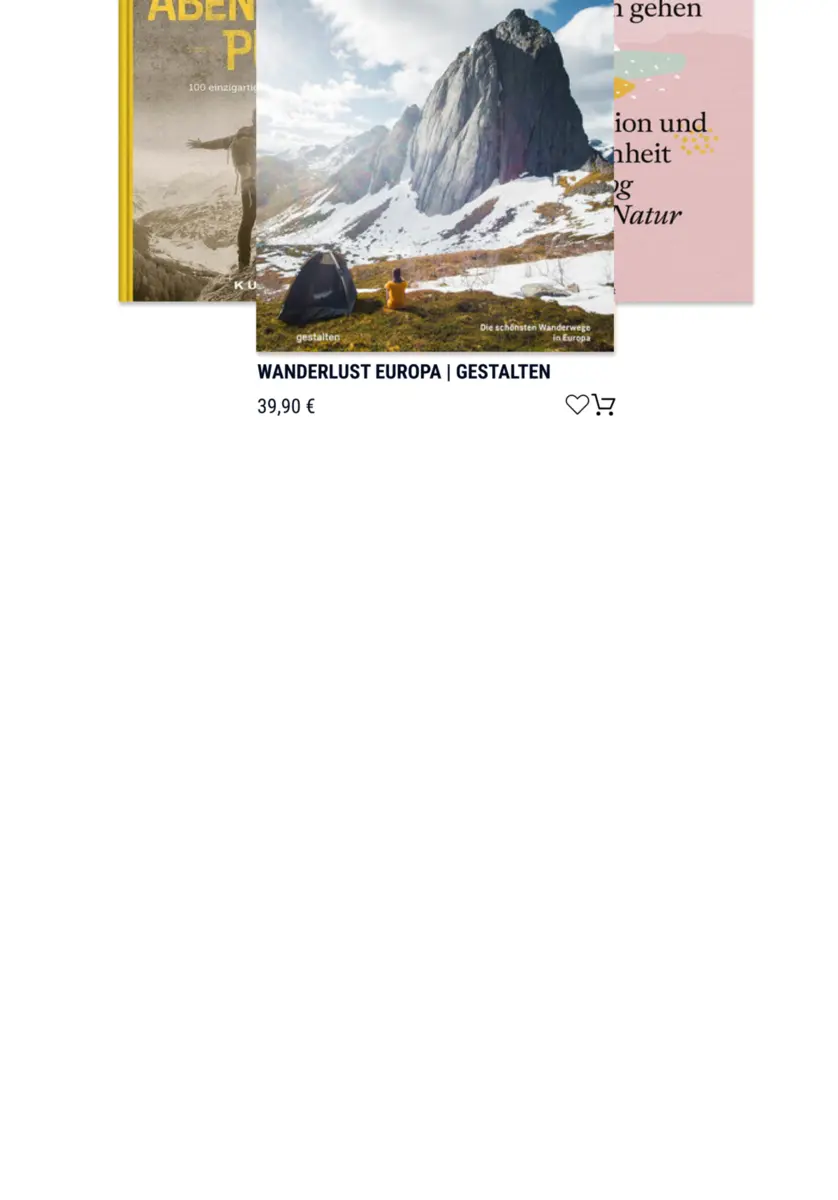 ABEN
100 einzigarti
KU
gestalten
Die schönsten Wanderwege
in Europa
gehen
ion und
nheit
og
Natur
WANDERLUST EUROPA | GESTALTEN
39,90 €